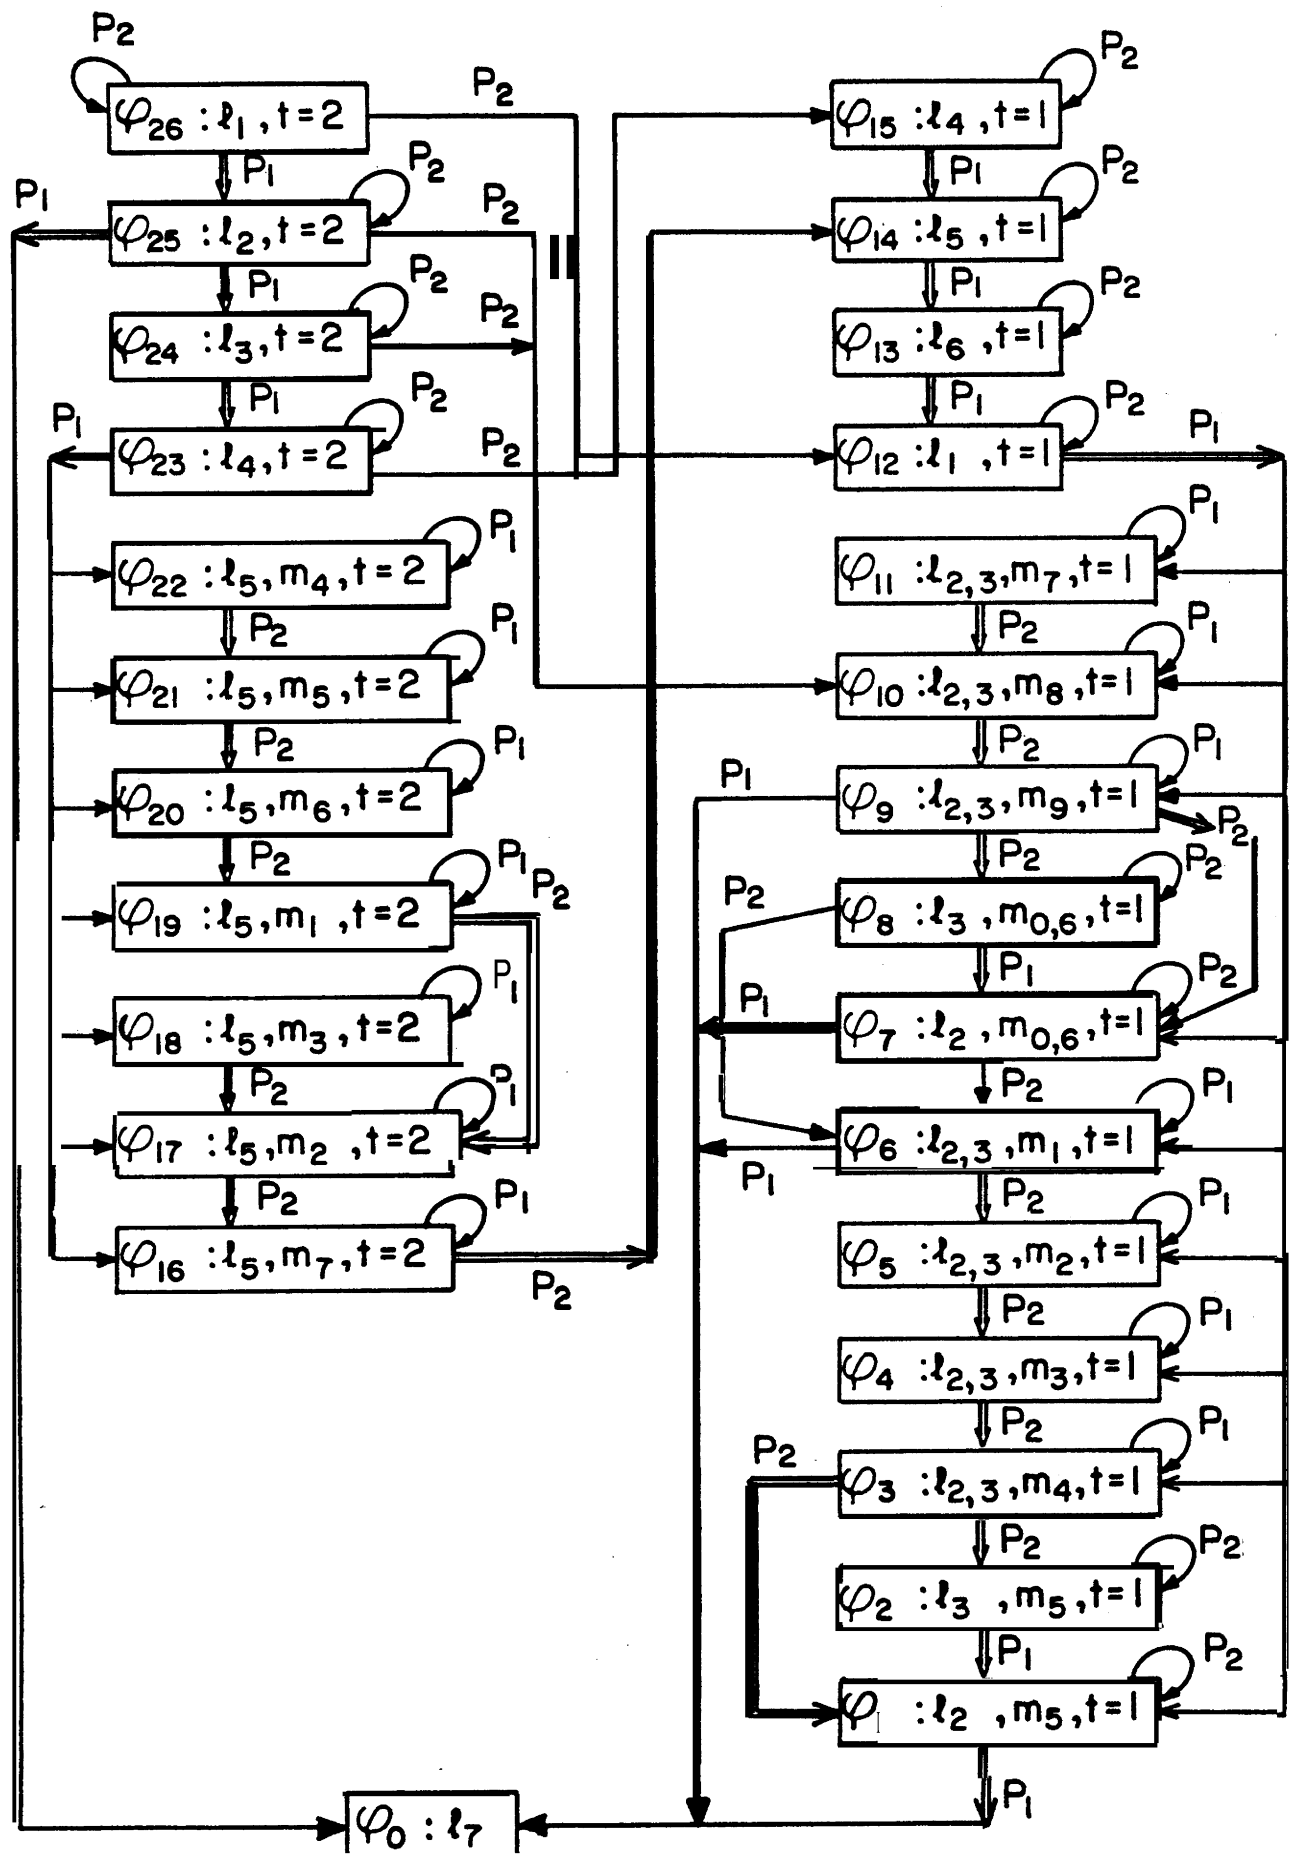 P₂
φ₂₆ : ℓ₁, t = 2
P₂
P₁
P₁
φ₂₅ : ℓ₂, t = 2
P₂
P₂
P₁
φ₂₄ : ℓ₃, t = 2
P₂
P₂
P₁
P₁
φ₂₃ : ℓ₄, t = 2
P₂
P₂
φ₂₂ : ℓ₅, m₄, t = 2
P₁
P₂
φ₂₁ : ℓ₅, m₅, t = 2
P₁
P₂
φ₂₀ : ℓ₅, m₆, t = 2
P₁
P₂
φ₁₉ : ℓ₅, m₁, t = 2
P₁
P₂
φ₁₈ : ℓ₅, m₃, t = 2
P₁
P₂
φ₁₇ : ℓ₅, m₂, t = 2
P₁
P₂
φ₁₆ : ℓ₅, m₇, t = 2
P₁
P₂
φ₁₅ : ℓ₄, t = 1
P₂
P₁
φ₁₄ : ℓ₅, t = 1
P₂
P₁
φ₁₃ : ℓ₆, t = 1
P₂
P₁
φ₁₂ : ℓ₁, t = 1
P₂
P₁
φ₁₁ : ℓ₂,₃, m₇, t = 1
P₁
P₂
φ₁₀ : ℓ₂,₃, m₈, t = 1
P₁
P₂
P₁
φ₉ : ℓ₂,₃, m₉, t = 1
P₁
P₂
P₂
P₂
φ₈ : ℓ₃, m₀,₆, t = 1
P₂
P₁
P₁
φ₇ : ℓ₂, m₀,₆, t = 1
P₂
P₂
φ₆ : ℓ₂,₃, m₁, t = 1
P₁
P₁
P₂
φ₅ : ℓ₂,₃, m₂, t = 1
P₁
P₂
φ₄ : ℓ₂,₃, m₃, t = 1
P₁
P₂
P₂
φ₃ : ℓ₂,₃, m₄, t = 1
P₁
P₂
φ₂ : ℓ₃, m₅, t = 1
P₂
P₁
φ₁ : ℓ₂, m₅, t = 1
P₂
P₁
φ₀ : ℓ₇